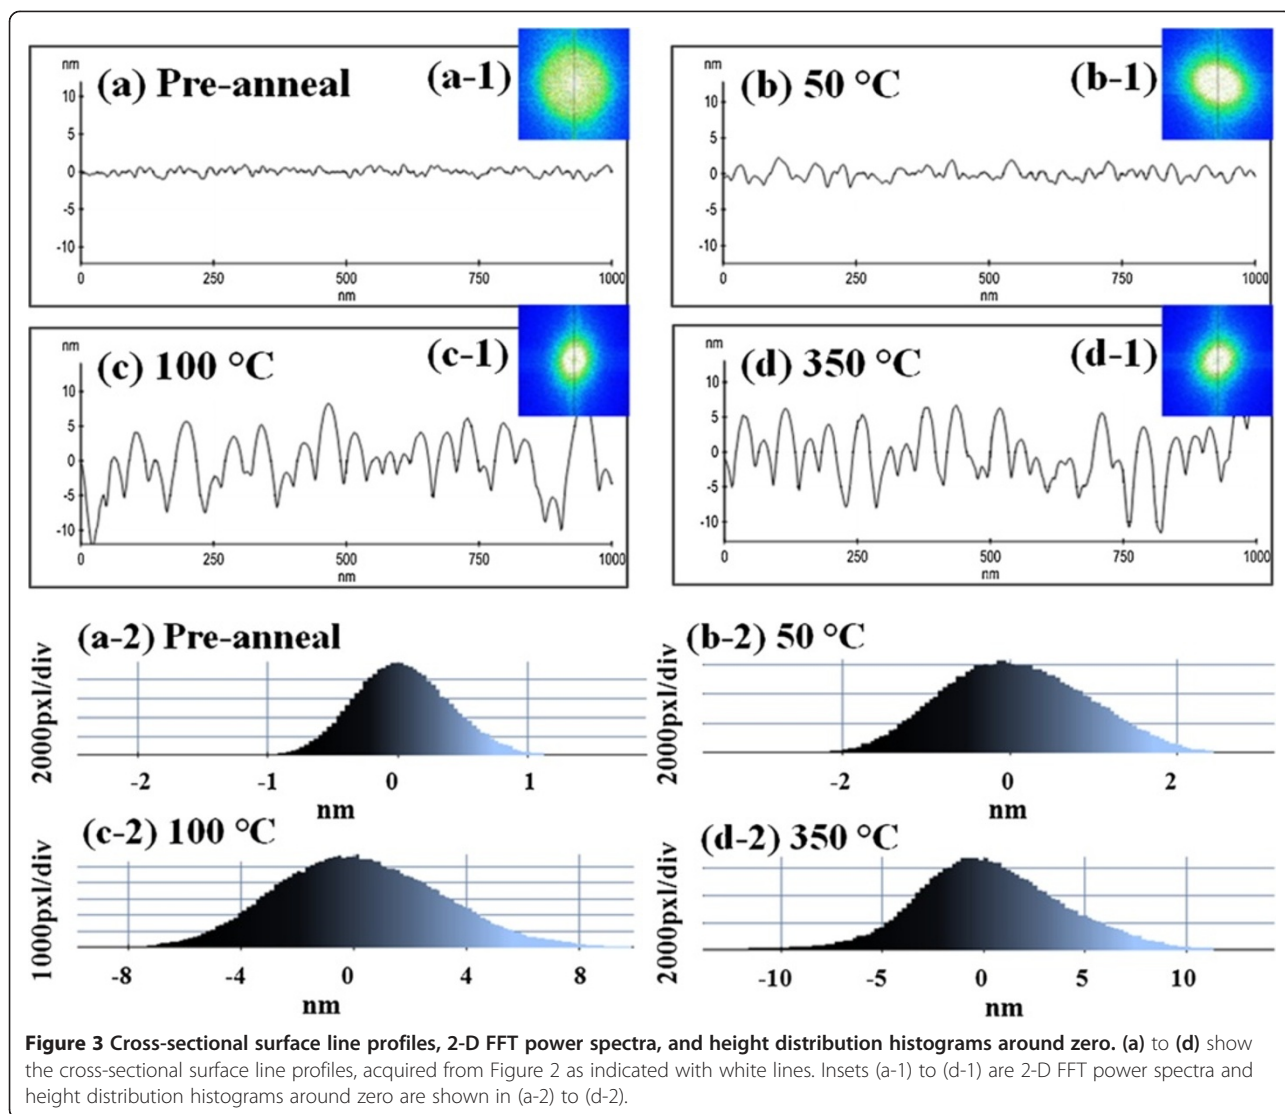 (a) Pre-anneal (a-1)
nm
10
5
0
-5
-10
0 250 500 750 1000
nm
(b) 50 °C (b-1)
nm
10
5
0
-5
-10
0 250 500 750 1000
nm
(c) 100 °C (c-1)
nm
10
5
0
-5
-10
0 250 500 750 1000
nm
(d) 350 °C (d-1)
nm
10
5
0
-5
-10
0 250 500 750 1000
nm
(a-2) Pre-anneal
2000pxl/div
-2 -1 0 1
nm
(b-2) 50 °C
2000pxl/div
-2 0 2
nm
(c-2) 100 °C
1000pxl/div
-8 -4 0 4 8
nm
(d-2) 350 °C
2000pxl/div
-10 -5 0 5 10
nm
Figure 3 Cross-sectional surface line profiles, 2-D FFT power spectra, and height distribution histograms around zero. (a) to (d) show
the cross-sectional surface line profiles, acquired from Figure 2 as indicated with white lines. Insets (a-1) to (d-1) are 2-D FFT power spectra and
height distribution histograms around zero are shown in (a-2) to (d-2).